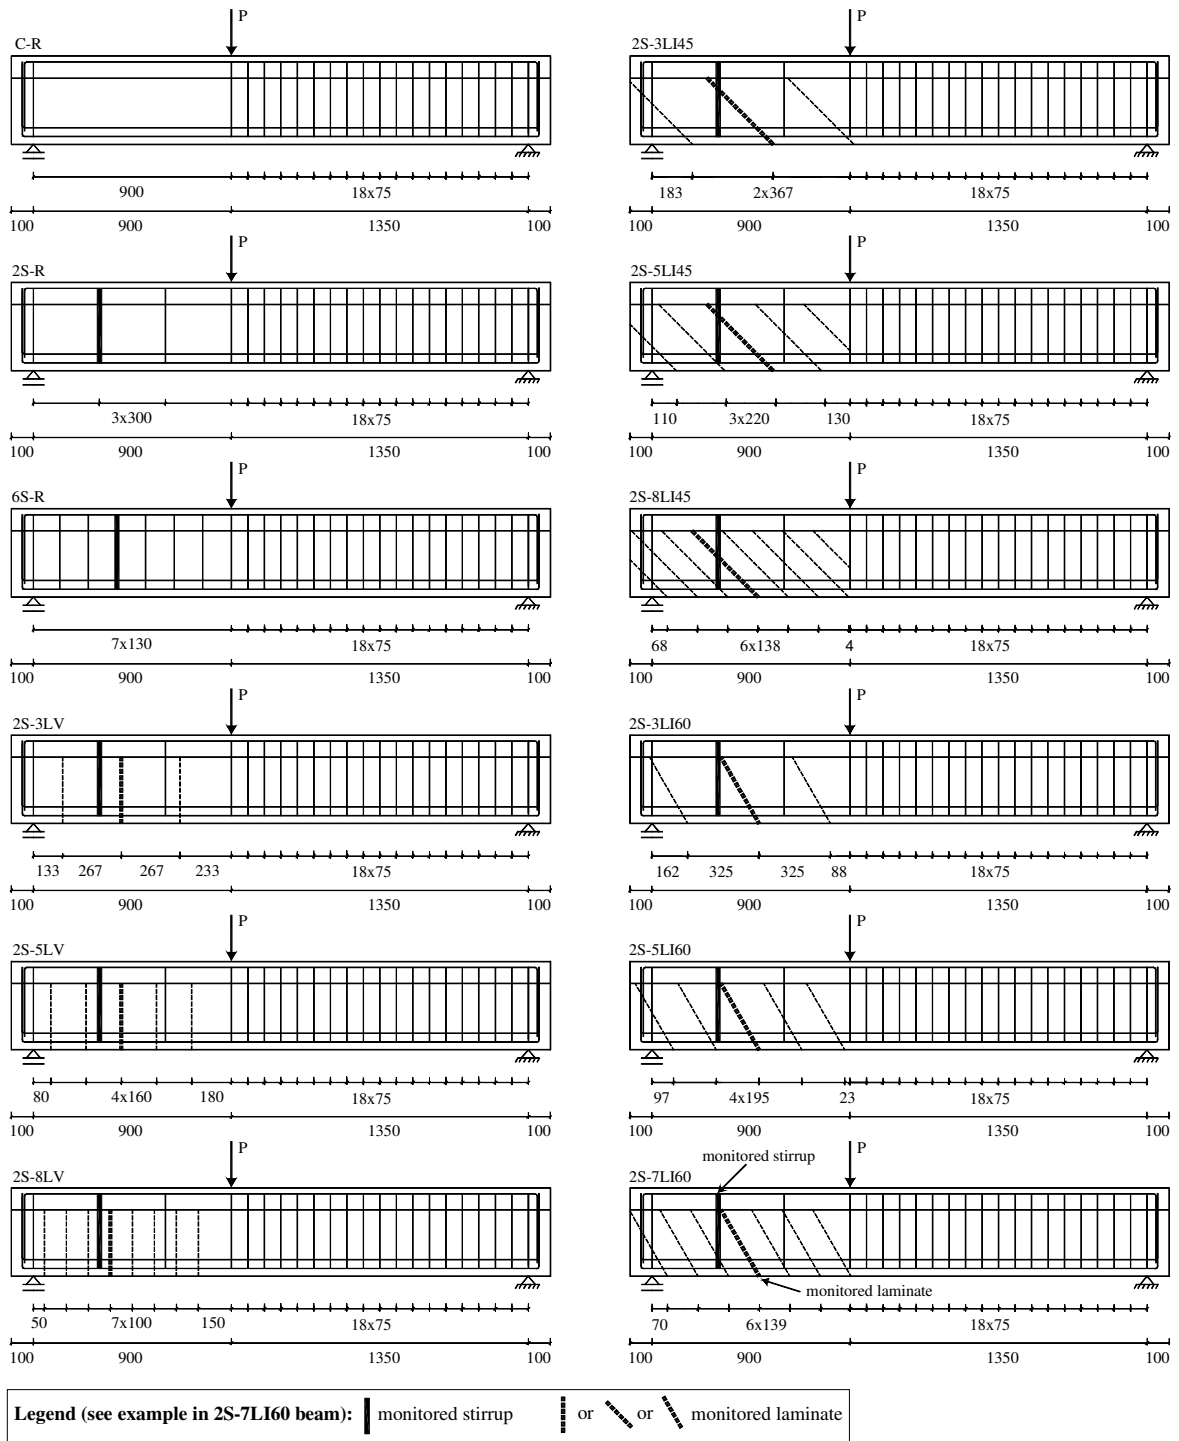 P
C-R
900 18x75
100 900 1350 100
P
2S-R
3x300 18x75
100 900 1350 100
P
6S-R
7x130 18x75
100 900 1350 100
P
2S-3LV
133 267 267 233 18x75
100 900 1350 100
P
2S-5LV
80 4x160 180 18x75
100 900 1350 100
P
2S-8LV
50 7x100 150 18x75
100 900 1350 100
P
2S-3LI45
183 2x367 18x75
100 900 1350 100
P
2S-5LI45
110 3x220 130 18x75
100 900 1350 100
P
2S-8LI45
68 6x138 4 18x75
100 900 1350 100
P
2S-3LI60
162 325 325 88 18x75
100 900 1350 100
P
2S-5LI60
97 4x195 23 18x75
100 900 1350 100
P
monitored stirrup
2S-7LI60
monitored laminate
70 6x139 18x75
100 900 1350 100
Legend (see example in 2S-7LI60 beam): monitored stirrup or or monitored laminate